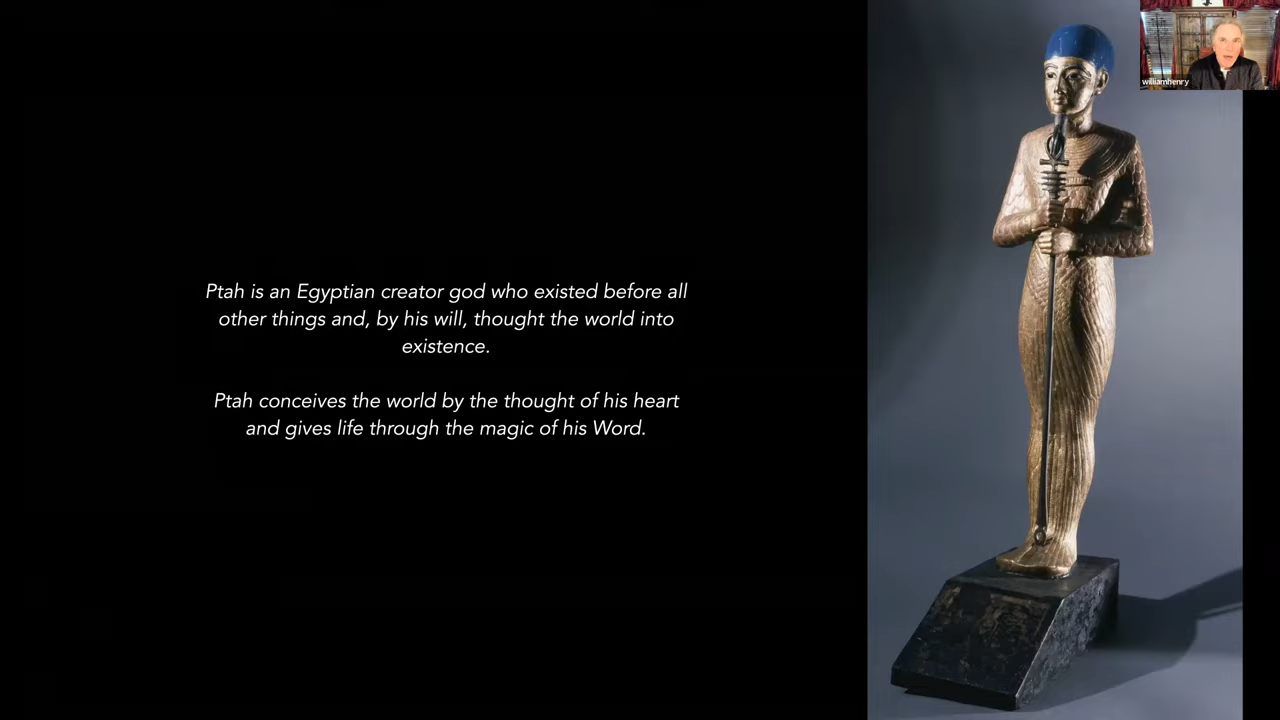 williamhenry
Ptah is an Egyptian creator god who existed before all
other things and, by his will, thought the world into
existence.
Ptah conceives the world by the thought of his heart
and gives life through the magic of his Word.